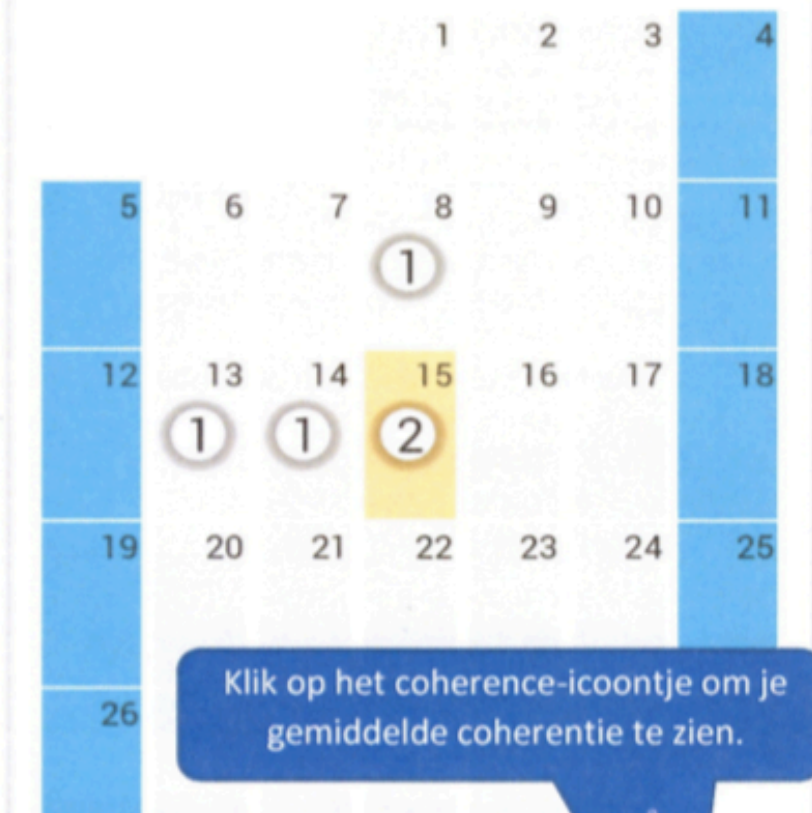 1 2 3 4
5 6 7 8 9 10 11
1
12 13 14 15 16 17 18
1 1 2
19 20 21 22 23 24 25
Klik op het coherence-icoontje om je
gemiddelde coherentie te zien.
26